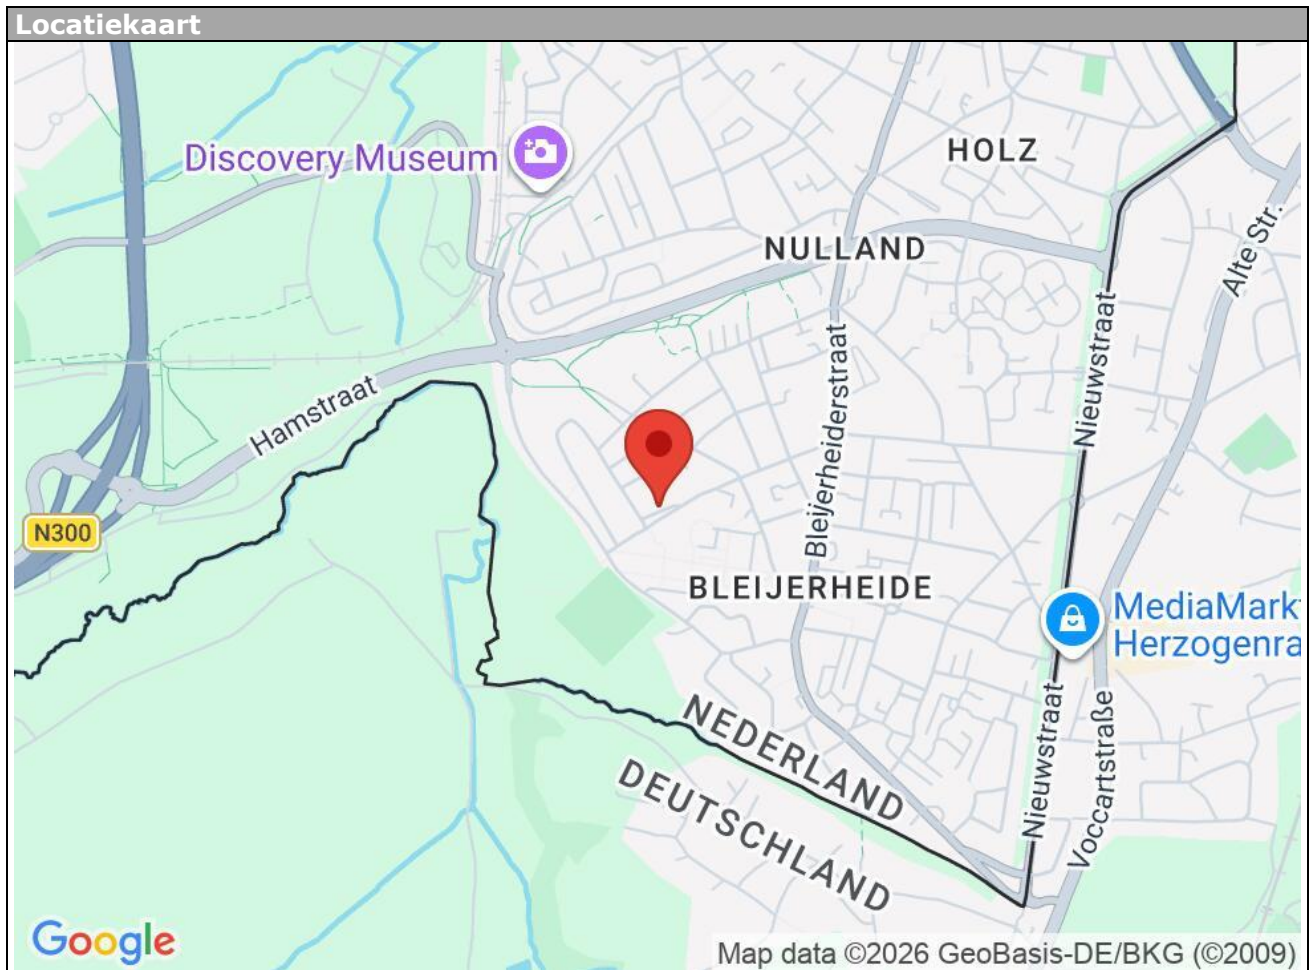 Locatiekaart
Discovery Museum
HOLZ
NULLAND
Alte Str.
Hamstraat
Bleijerheiderstraat
Nieuwstraat
N300
BLEIJERHEIDE
MediaMark
Herzogenra
NEDERLAND
DEUTSCHLAND
Nieuwstraat
Voccartstraße
Google
Map data ©2026 GeoBasis-DE/BKG (©2009)